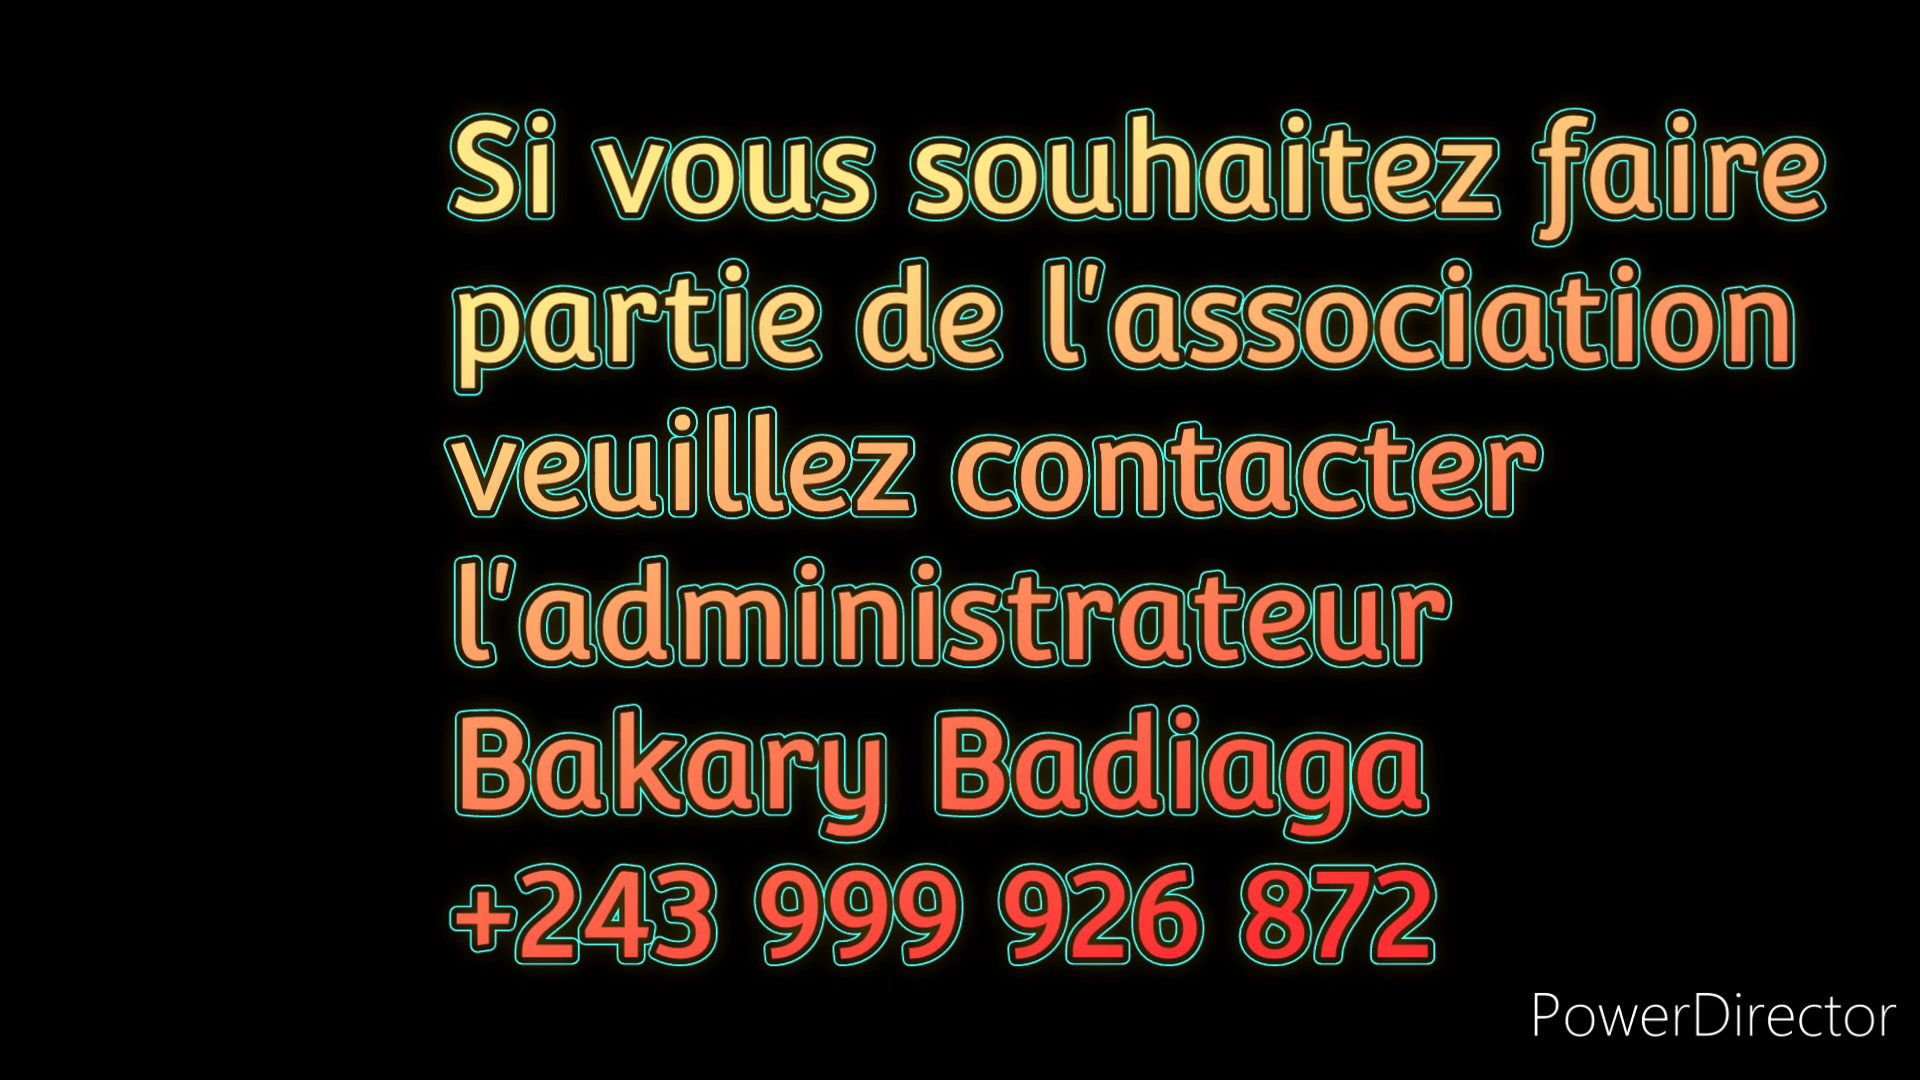 Si vous souhaitez faire
partie de l'association
veuillez contacter
l'administrateur
Bakary Badiaga
+243 999 926 872
PowerDirector